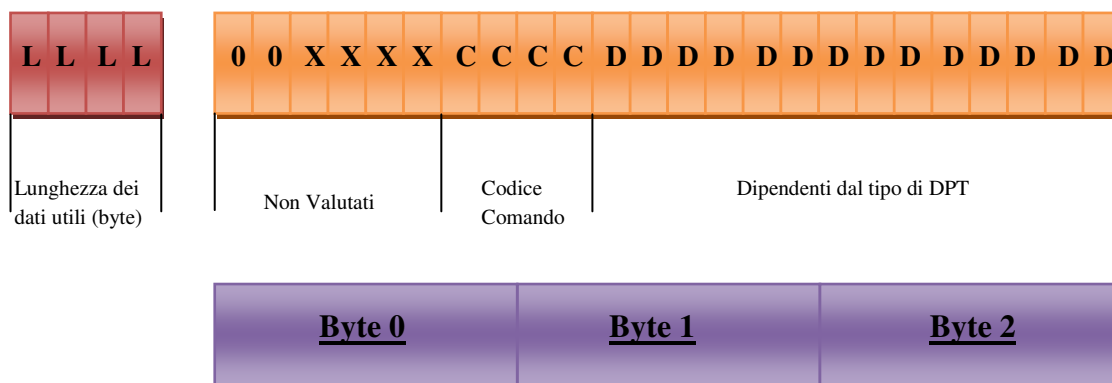 L L L L 0 0 X X X X C C C C D D D D D D D D D D D D D D
Lunghezza dei
dati utili (byte)
Non Valutati
Codice
Comando
Dipendenti dal tipo di DPT
Byte 0 Byte 1 Byte 2